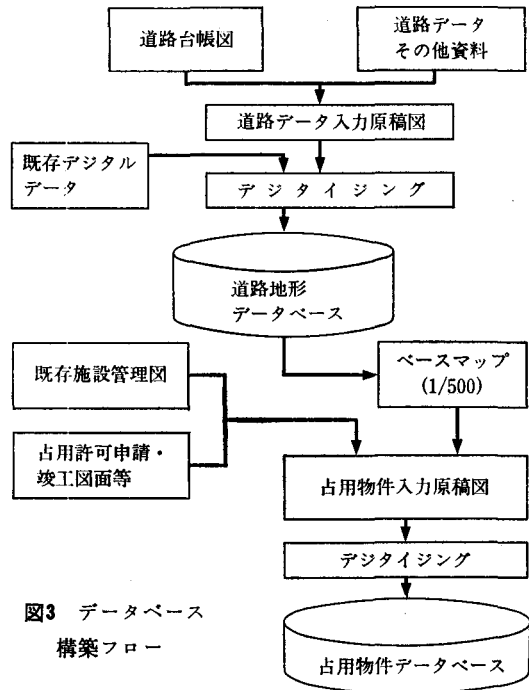 道路台帳図
道路データ
その他資料
道路データ入力原稿図
既存デジタル
データ
デジタイジング
道路地形
データベース
既存施設管理図
ベースマップ
(1/500)
占用許可申請・
竣工図面等
占用物件入力原稿図
デジタイジング
図3 データベース
構築フロー
占用物件データベース